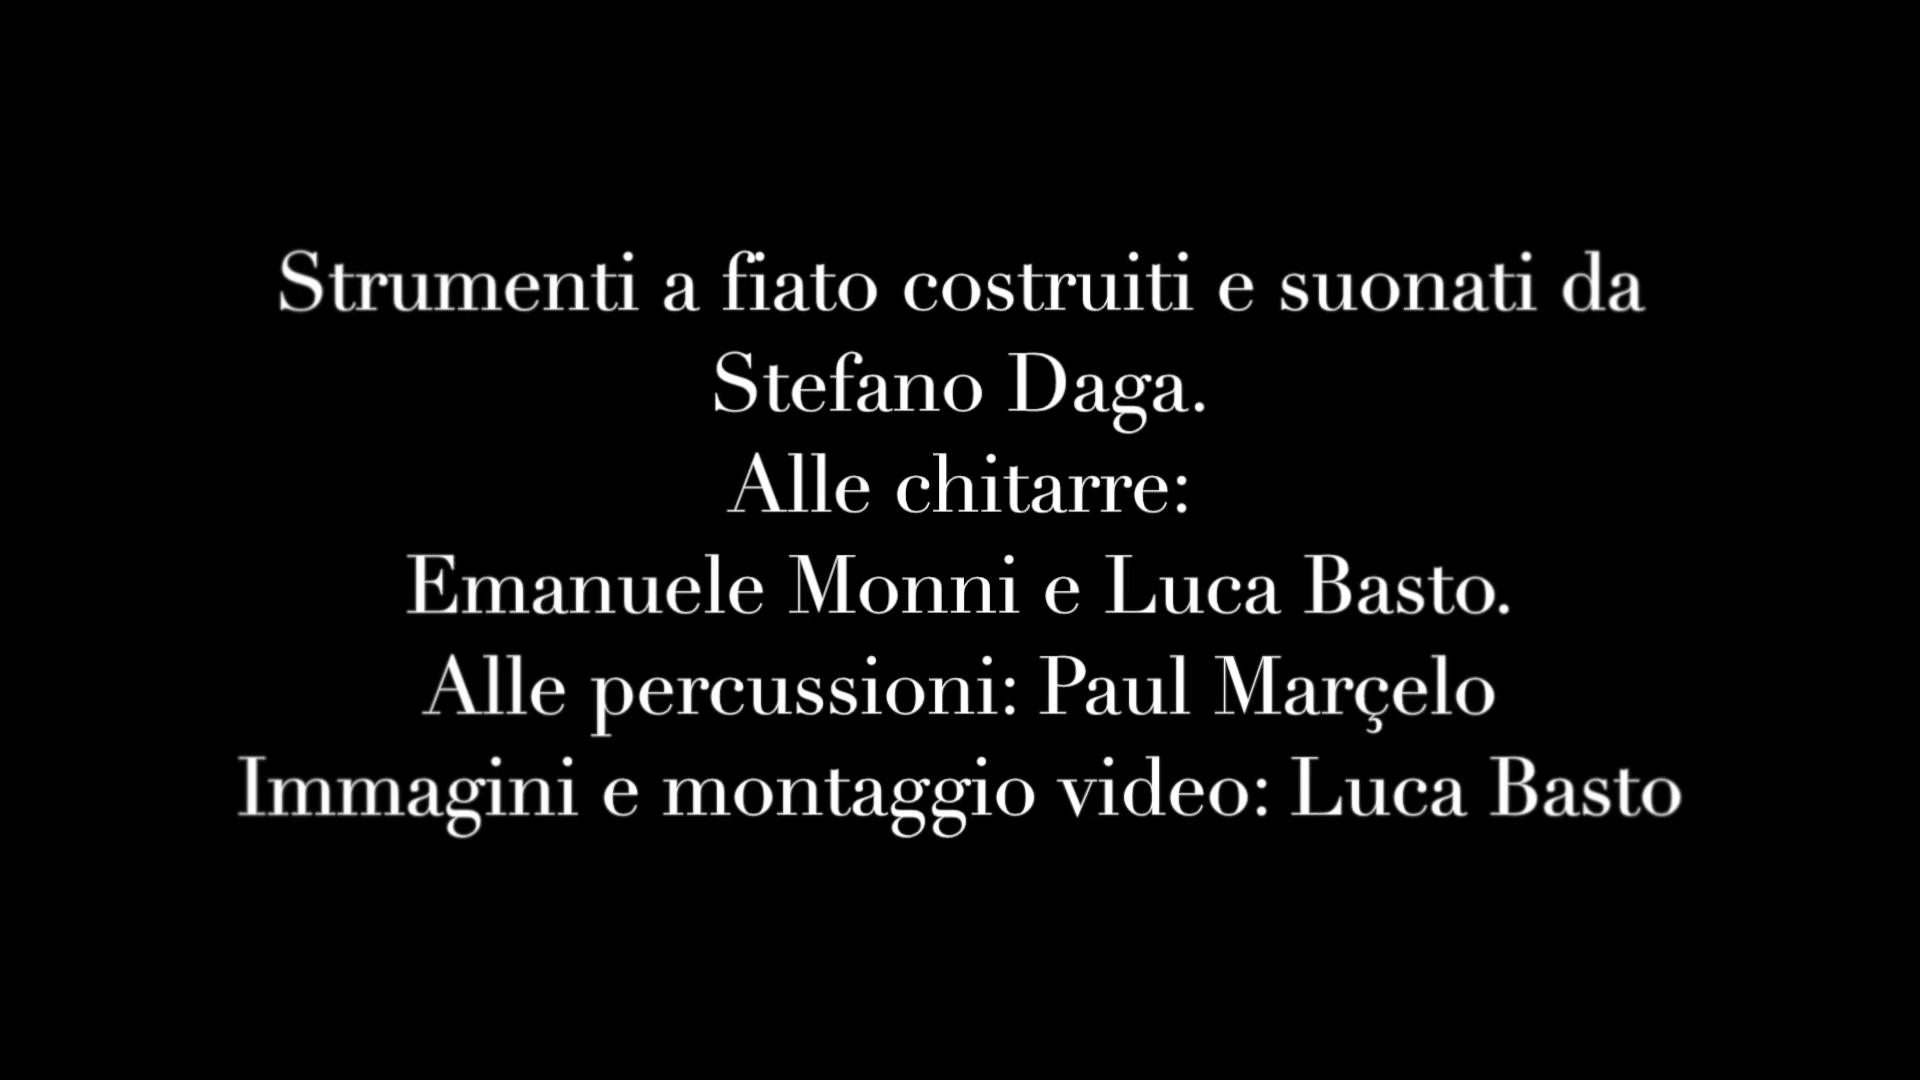 Strumenti a fiato costruiti e suonati da
Stefano Daga.
Alle chitarre:
Emanuele Monni e Luca Basto.
Alle percussioni: Paul Marçelo
Immagini e montaggio video: Luca Basto